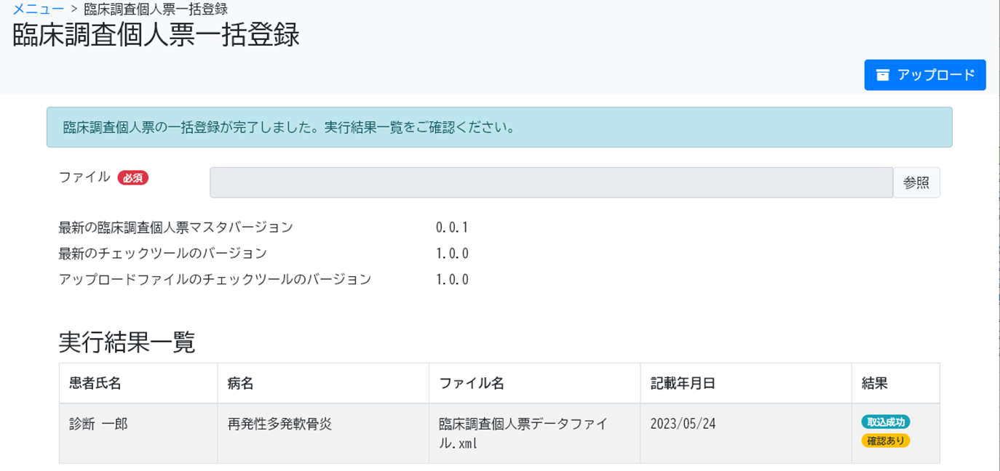 メニュー > 臨床調査個人票一括登録
臨床調査個人票一括登録
アップロード
臨床調査個人票の一括登録が完了しました。実行結果一覧をご確認ください。
ファイル 必須 参照
最新の臨床調査個人票マスタバージョン 0.0.1
最新のチェックツールのバージョン 1.0.0
アップロードファイルのチェックツールのバージョン 1.0.0
実行結果一覧
患者氏名 病名 ファイル名 記載年月日 結果
診断 一郎 再発性多発軟骨炎 臨床調査個人票データファイ 2023/05/24 取込成功
ル.xml 確認あり